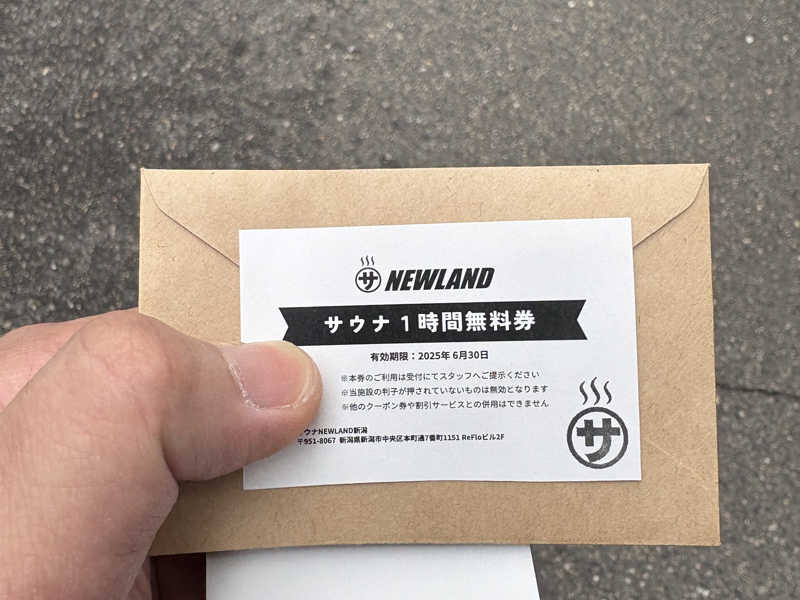 サ NEWLAND
サウナ1時間無料券
有効期限：2025年 6月30日
※本券のご利用は受付にてスタッフへご提示ください
※当施設の判子が押されていないものは無効となります
※他のクーポン券や割引サービスとの併用はできません
ウナNEWLAND新潟
〒951-8067 新潟県新潟市中央区本町通7番町1151 ReFloビル2F
サ